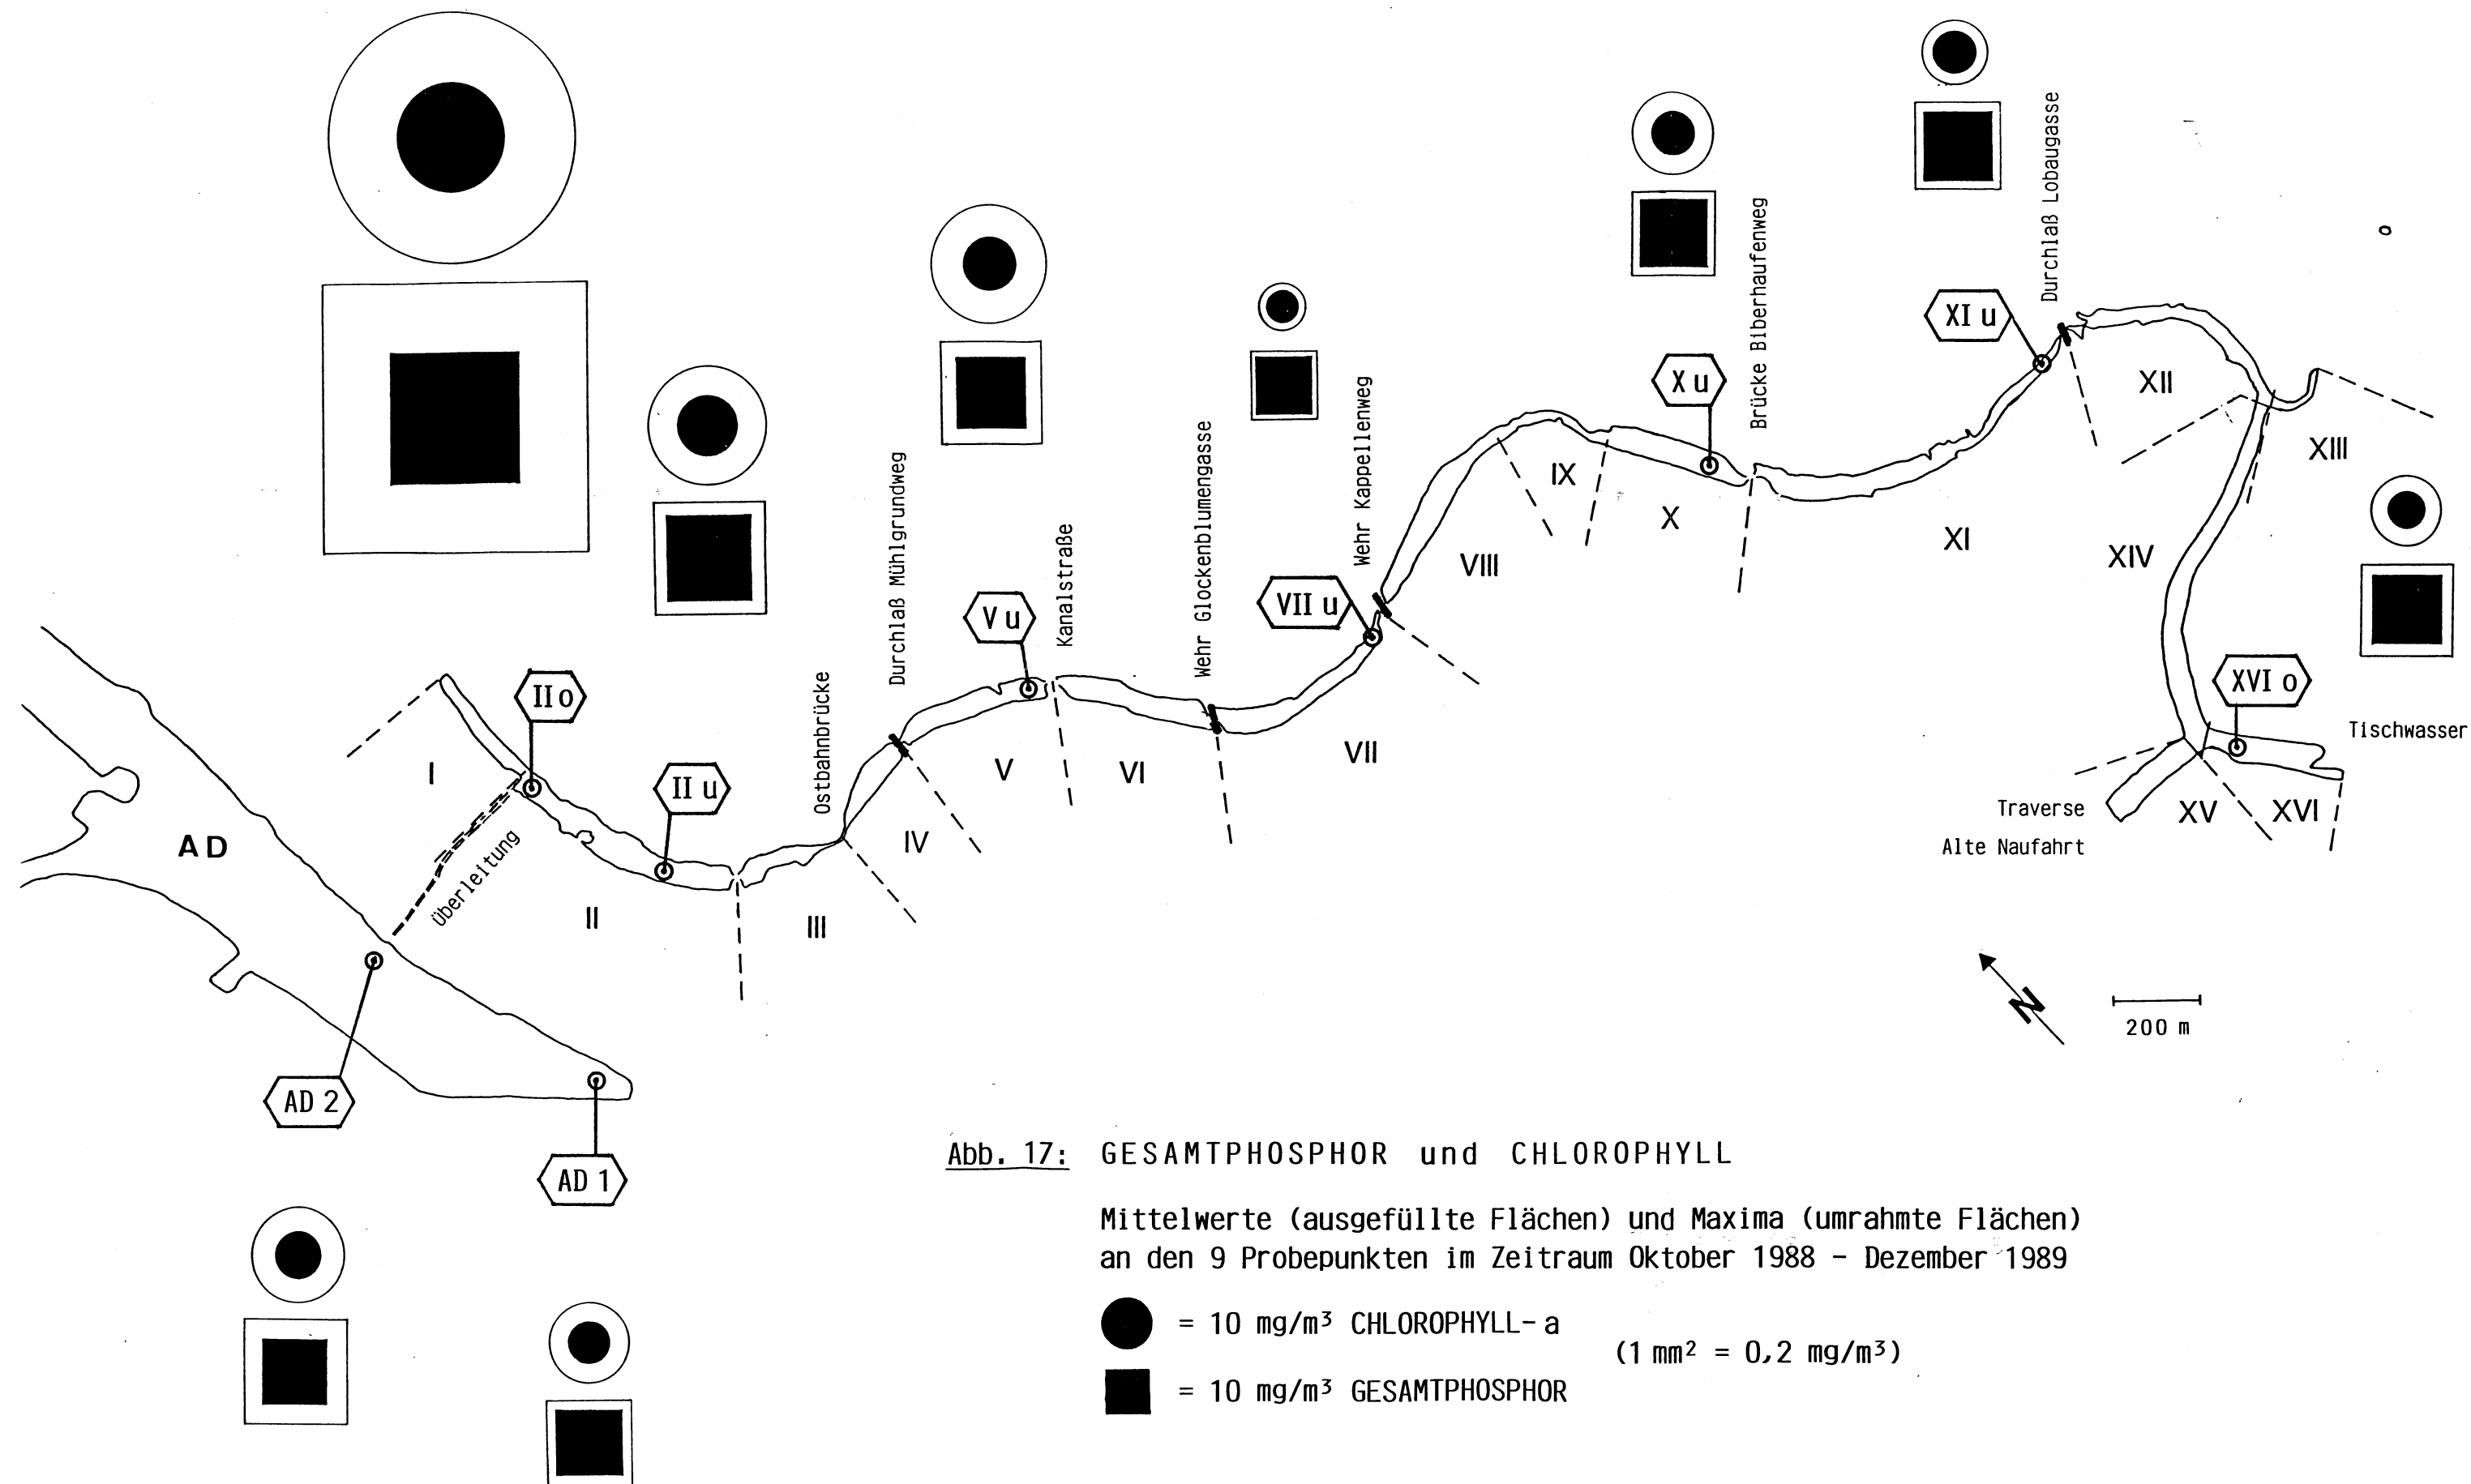 Durchlaß Lobaugasse
Brücke Biberhaufenweg
XI u
X u
XII
XIII
Wehr Kappellenweg
Wehr Glockenblumengasse
Durchlaß Mühlgrundweg
Kanalstraße
IX
X
XI
XIV
VIII
VII u
V u
II o
XVI o
Tischwasser
Ostbahnbrücke
I
II u
V
VI
VII
IV
Traverse
Alte Naufahrt
XV
XVI
AD
Überleitung
II
III
N
200 m
AD 2
AD 1
Abb. 17: GESAMTPHOSPHOR und CHLOROPHYLL
Mittelwerte (ausgefüllte Flächen) und Maxima (umrahmte Flächen)
an den 9 Probepunkten im Zeitraum Oktober 1988 - Dezember 1989
= 10 mg/m³ CHLOROPHYLL-a
(1 mm² = 0,2 mg/m³)
= 10 mg/m³ GESAMTPHOSPHOR